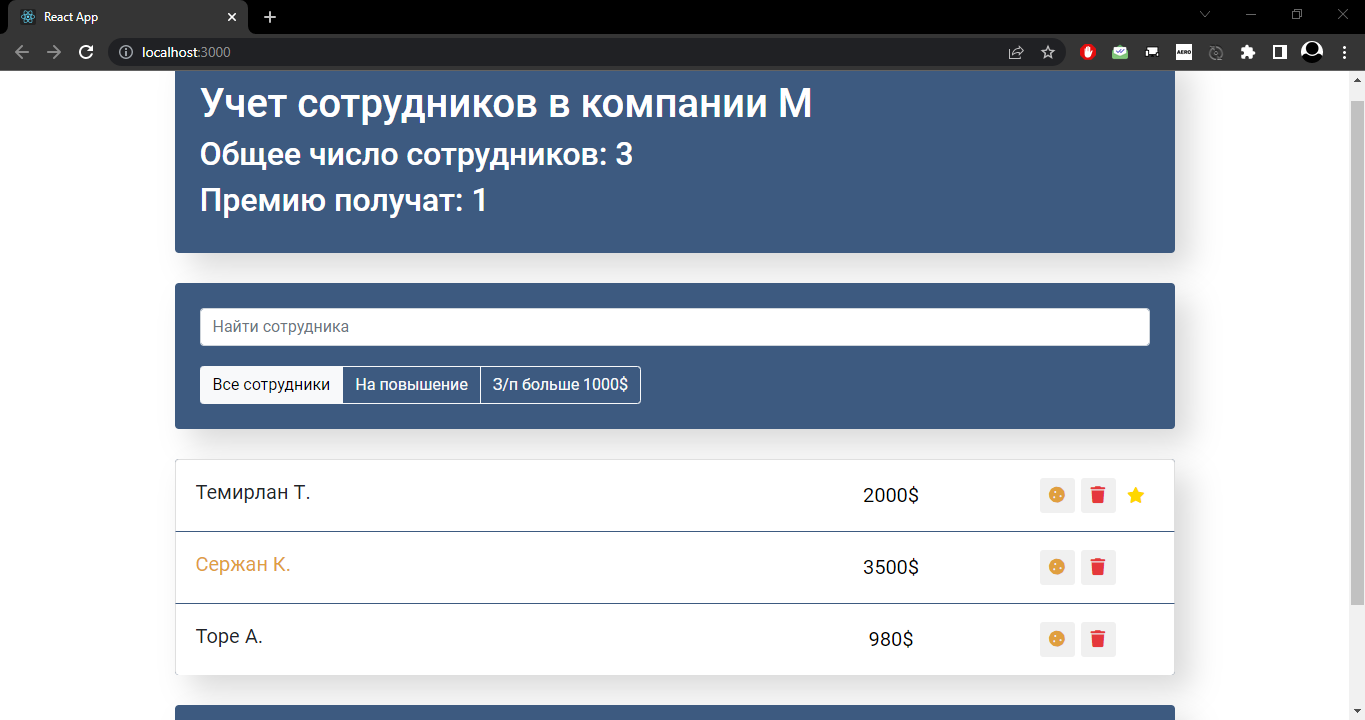 React App
localhost:3000
AERO
Учет сотрудников в компании М
Общее число сотрудников: 3
Премию получат: 1
Найти сотрудника
Все сотрудники На повышение З/п больше 1000$
Темирлан Т. 2000$
Сержан К. 3500$
Торе А. 980$